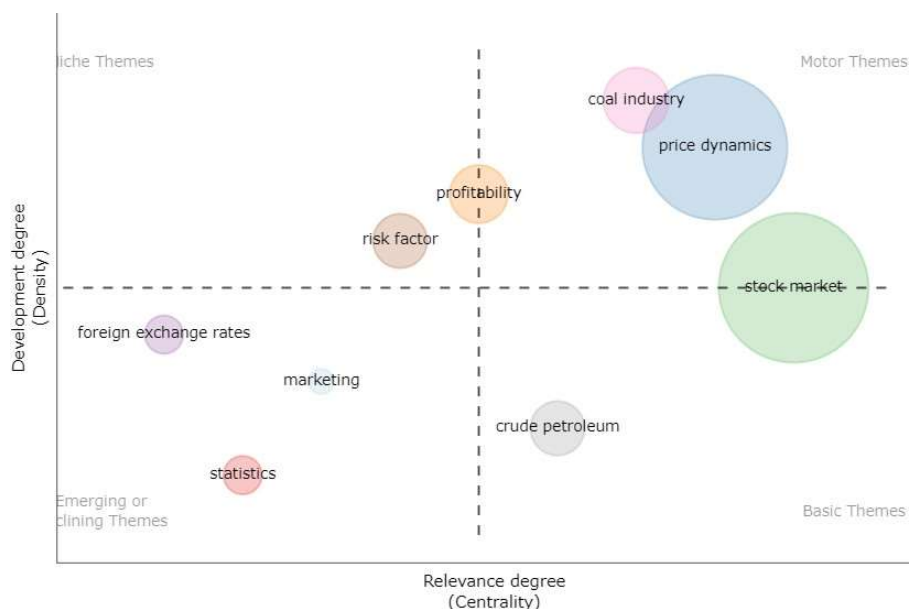 liche Themes
Motor Themes
coal industry
price dynamics
profitability
risk factor
stock market
foreign exchange rates
marketing
crude petroleum
statistics
Emerging or
clining Themes
Basic Themes
Development degree
(Density)
Relevance degree
(Centrality)